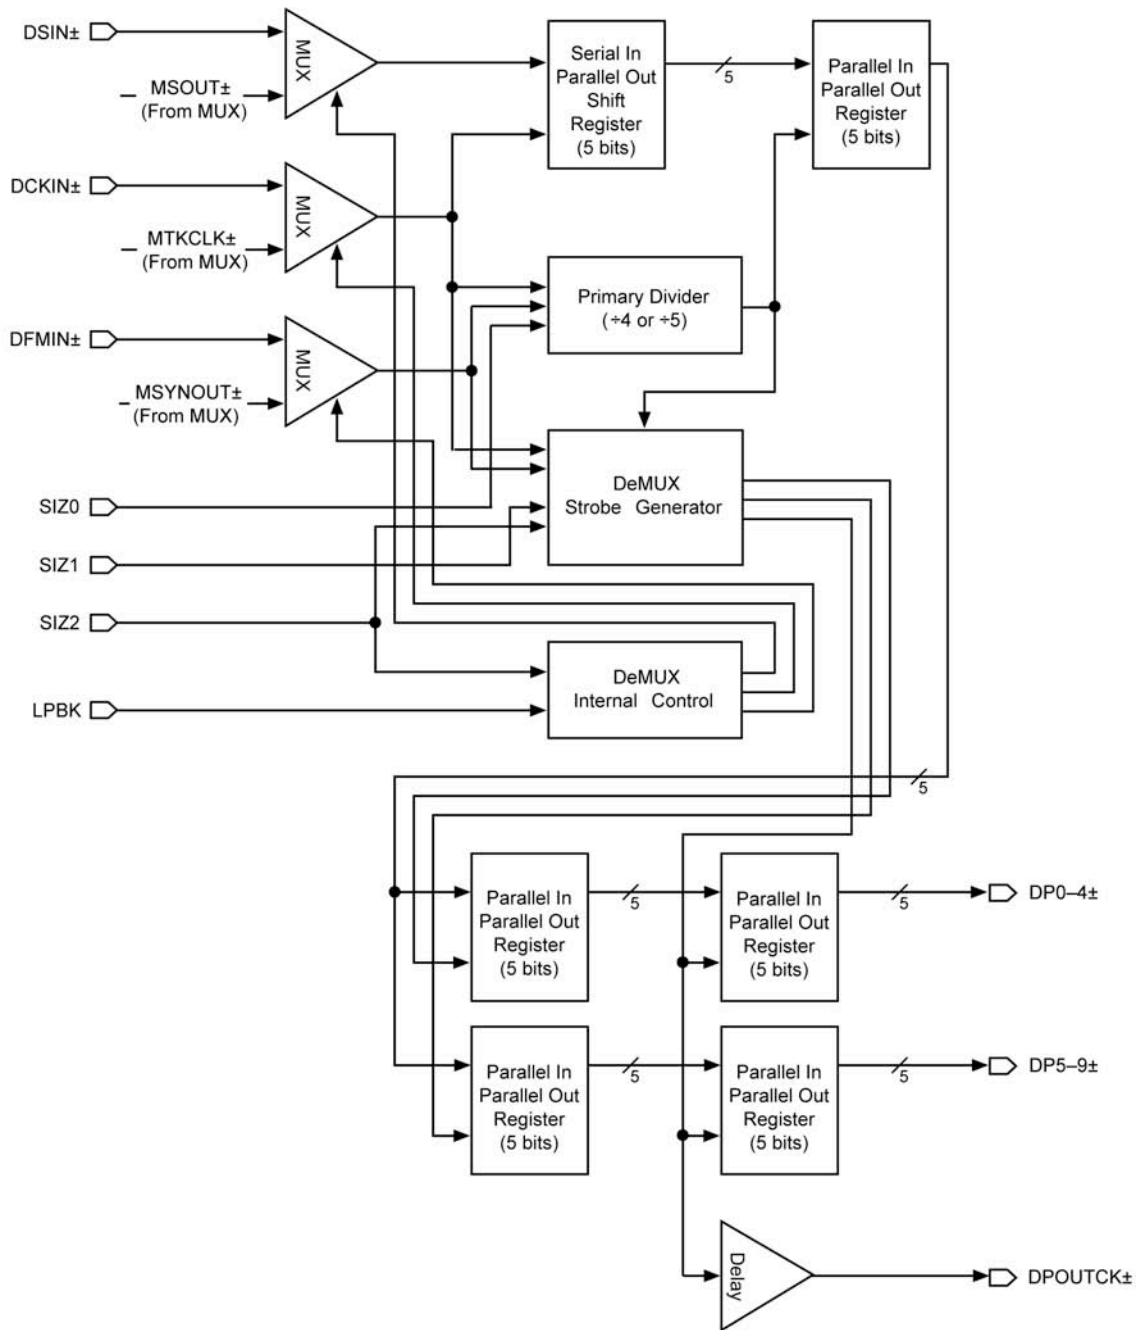 DSIN±
MUX
MSOUT±
(From MUX)
Serial In
Parallel Out
Shift
Register
(5 bits)
5
Parallel In
Parallel Out
Register
(5 bits)
DCKIN±
MUX
MTKCLK±
(From MUX)
Primary Divider
(÷4 or ÷5)
DFMIN±
MUX
MSYNOUT±
(From MUX)
DeMUX
Strobe Generator
SIZ0
SIZ1
SIZ2
DeMUX
Internal Control
LPBK
5
Parallel In
Parallel Out
Register
(5 bits)
5
Parallel In
Parallel Out
Register
(5 bits)
5
DP0–4±
Parallel In
Parallel Out
Register
(5 bits)
5
Parallel In
Parallel Out
Register
(5 bits)
5
DP5–9±
Delay
DPOUTCK±